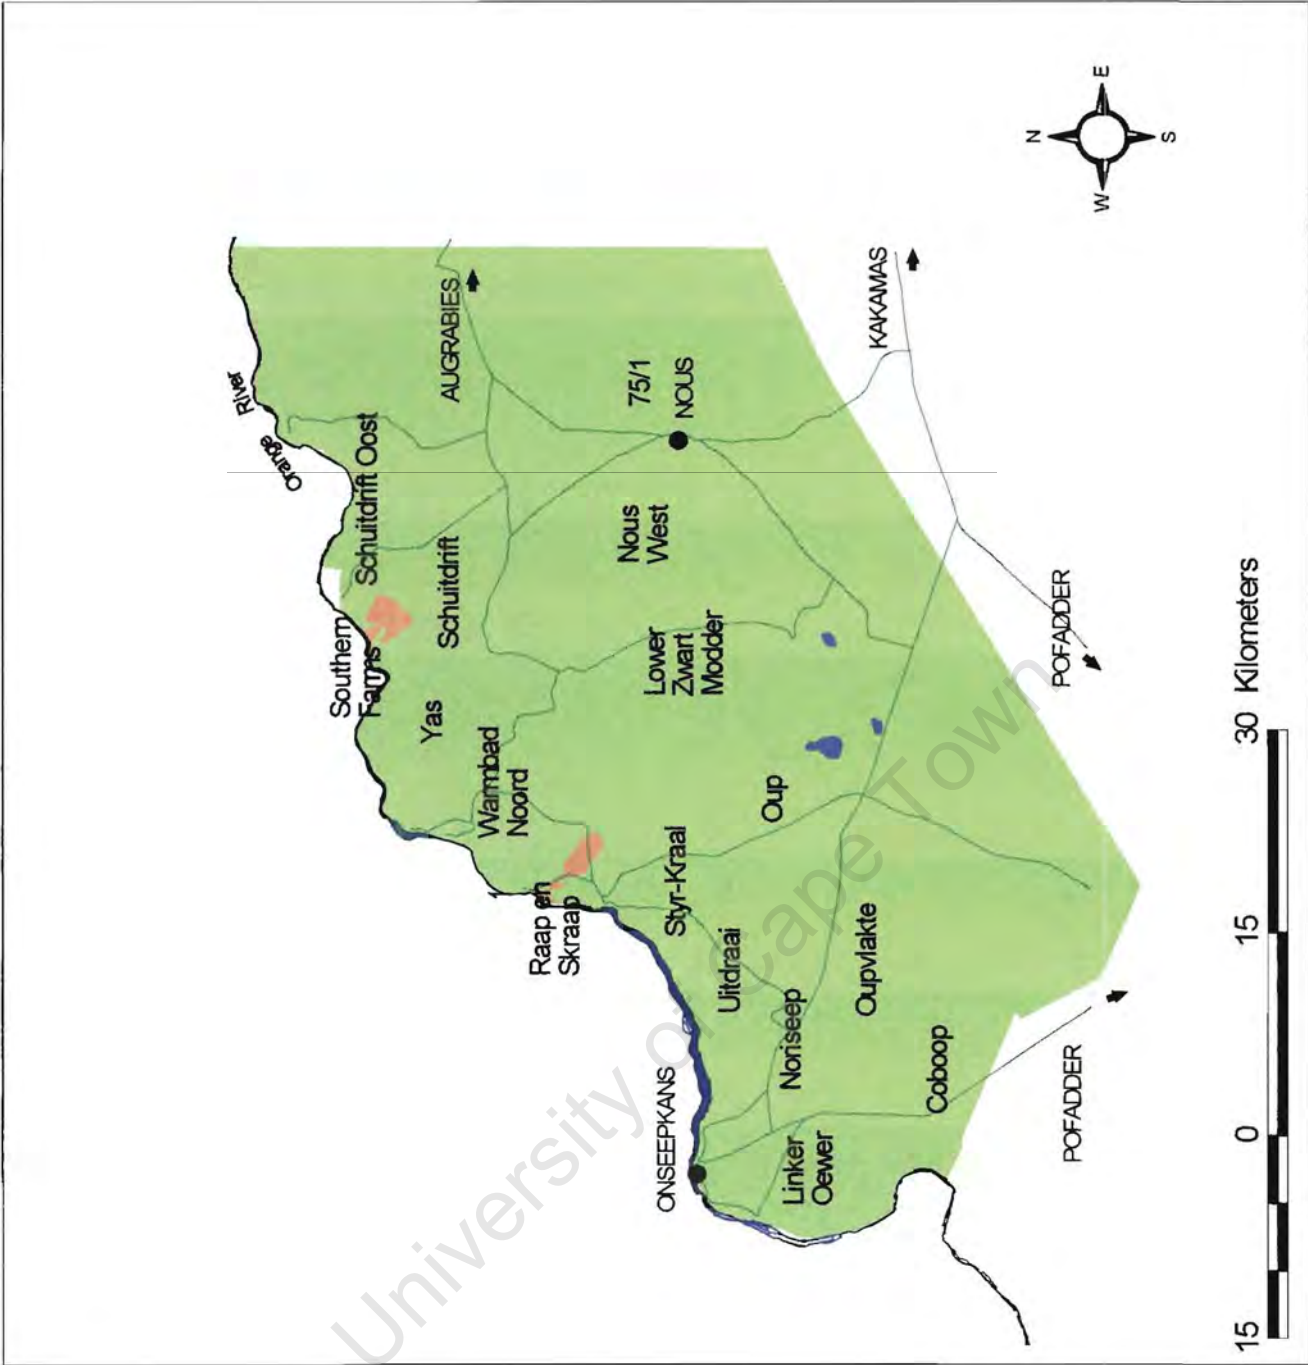 Orange River
Southern
Farms
Schuitdrift Oost
Yas
Schuitdrift
AUGRABIES
Warmbad
Noord
Raap en
Skraap
Nous
West
75/1
NOUS
Lower
Zwart
Modder
ONSEEPKANS
Styr-Kraal
Uitdraai
Oup
Noriseep
Linker
Oewer
Oupvlakte
KAKAMAS
Coboop
POFADDER
POFADDER
N
W E
S
15 0 15 30 Kilometers
University of Cape Town